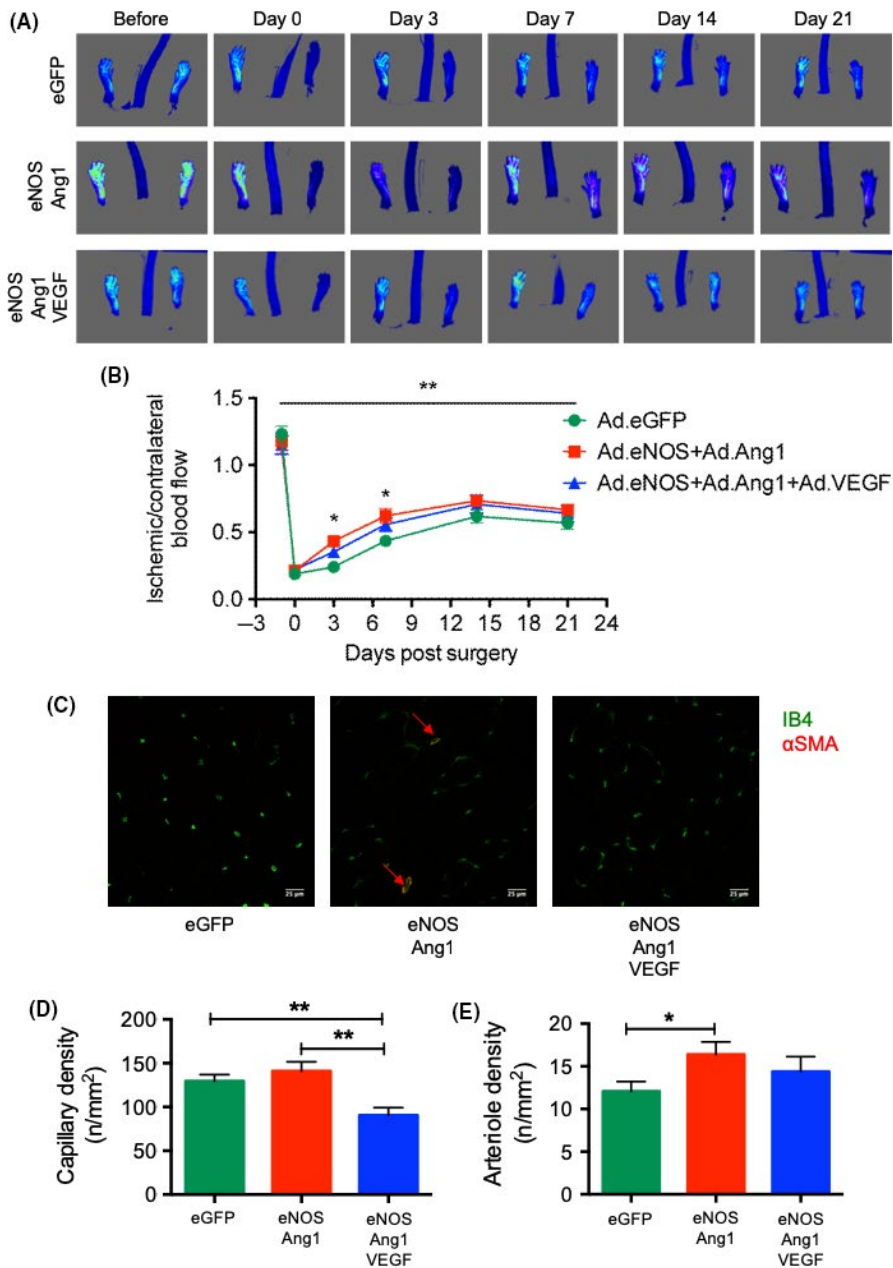 (A)
Before Day 0 Day 3 Day 7 Day 14 Day 21
eGFP
eNOS
Ang1
eNOS
Ang1
VEGF
(B)
**
1.5
1.0
0.5
0.0
Ischemic/contralateral
blood flow
* *
Ad.eGFP
Ad.eNOS+Ad.Ang1
Ad.eNOS+Ad.Ang1+Ad.VEGF
–3 0 3 6 9 12 15 18 21 24
Days post surgery
(C)
IB4
αSMA
25 µm 25 µm 25 µm
eGFP
eNOS
Ang1
eNOS
Ang1
VEGF
(D)
** **
200
150
100
50
0
Capillary density
(n/mm²)
eGFP
eNOS
Ang1
eNOS
Ang1
VEGF
(E)
*
20
15
10
5
0
Arteriole density
(n/mm²)
eGFP
eNOS
Ang1
eNOS
Ang1
VEGF